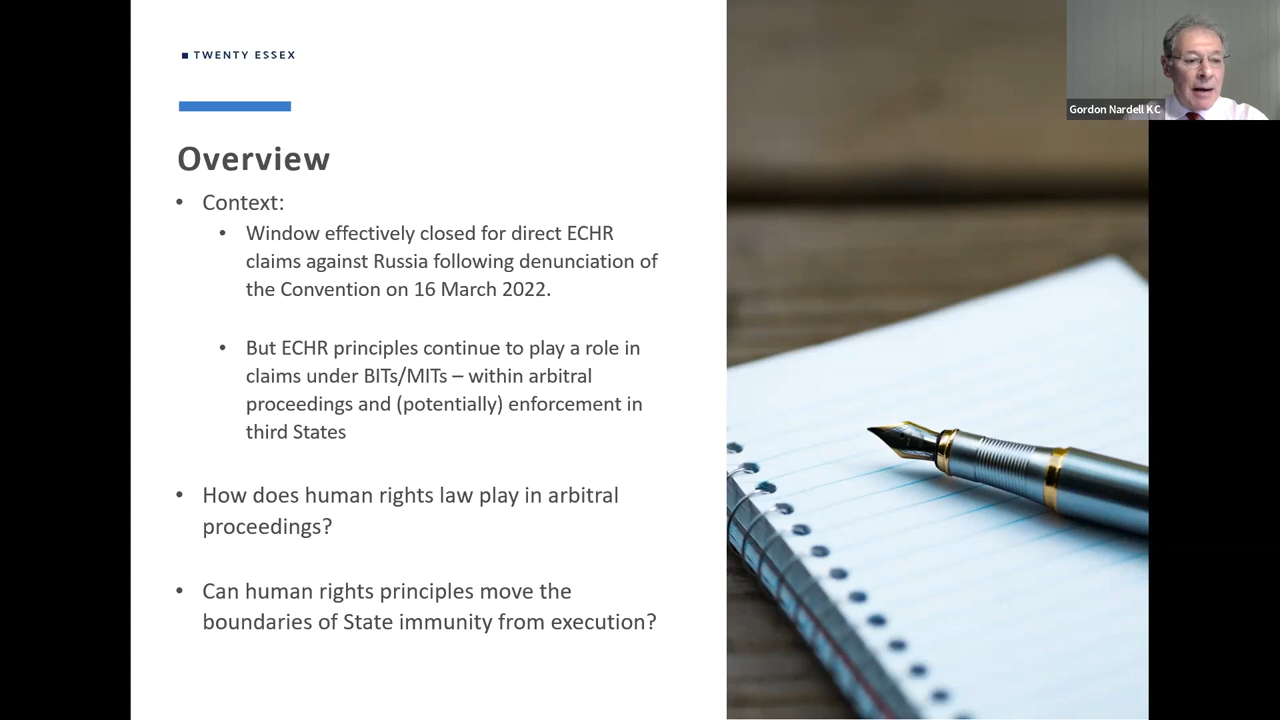 TWENTY ESSEX
Gordon Nardell KC
Overview
• Context:
• Window effectively closed for direct ECHR
claims against Russia following denunciation of
the Convention on 16 March 2022.
• But ECHR principles continue to play a role in
claims under BITs/MITs – within arbitral
proceedings and (potentially) enforcement in
third States
• How does human rights law play in arbitral
proceedings?
• Can human rights principles move the
boundaries of State immunity from execution?